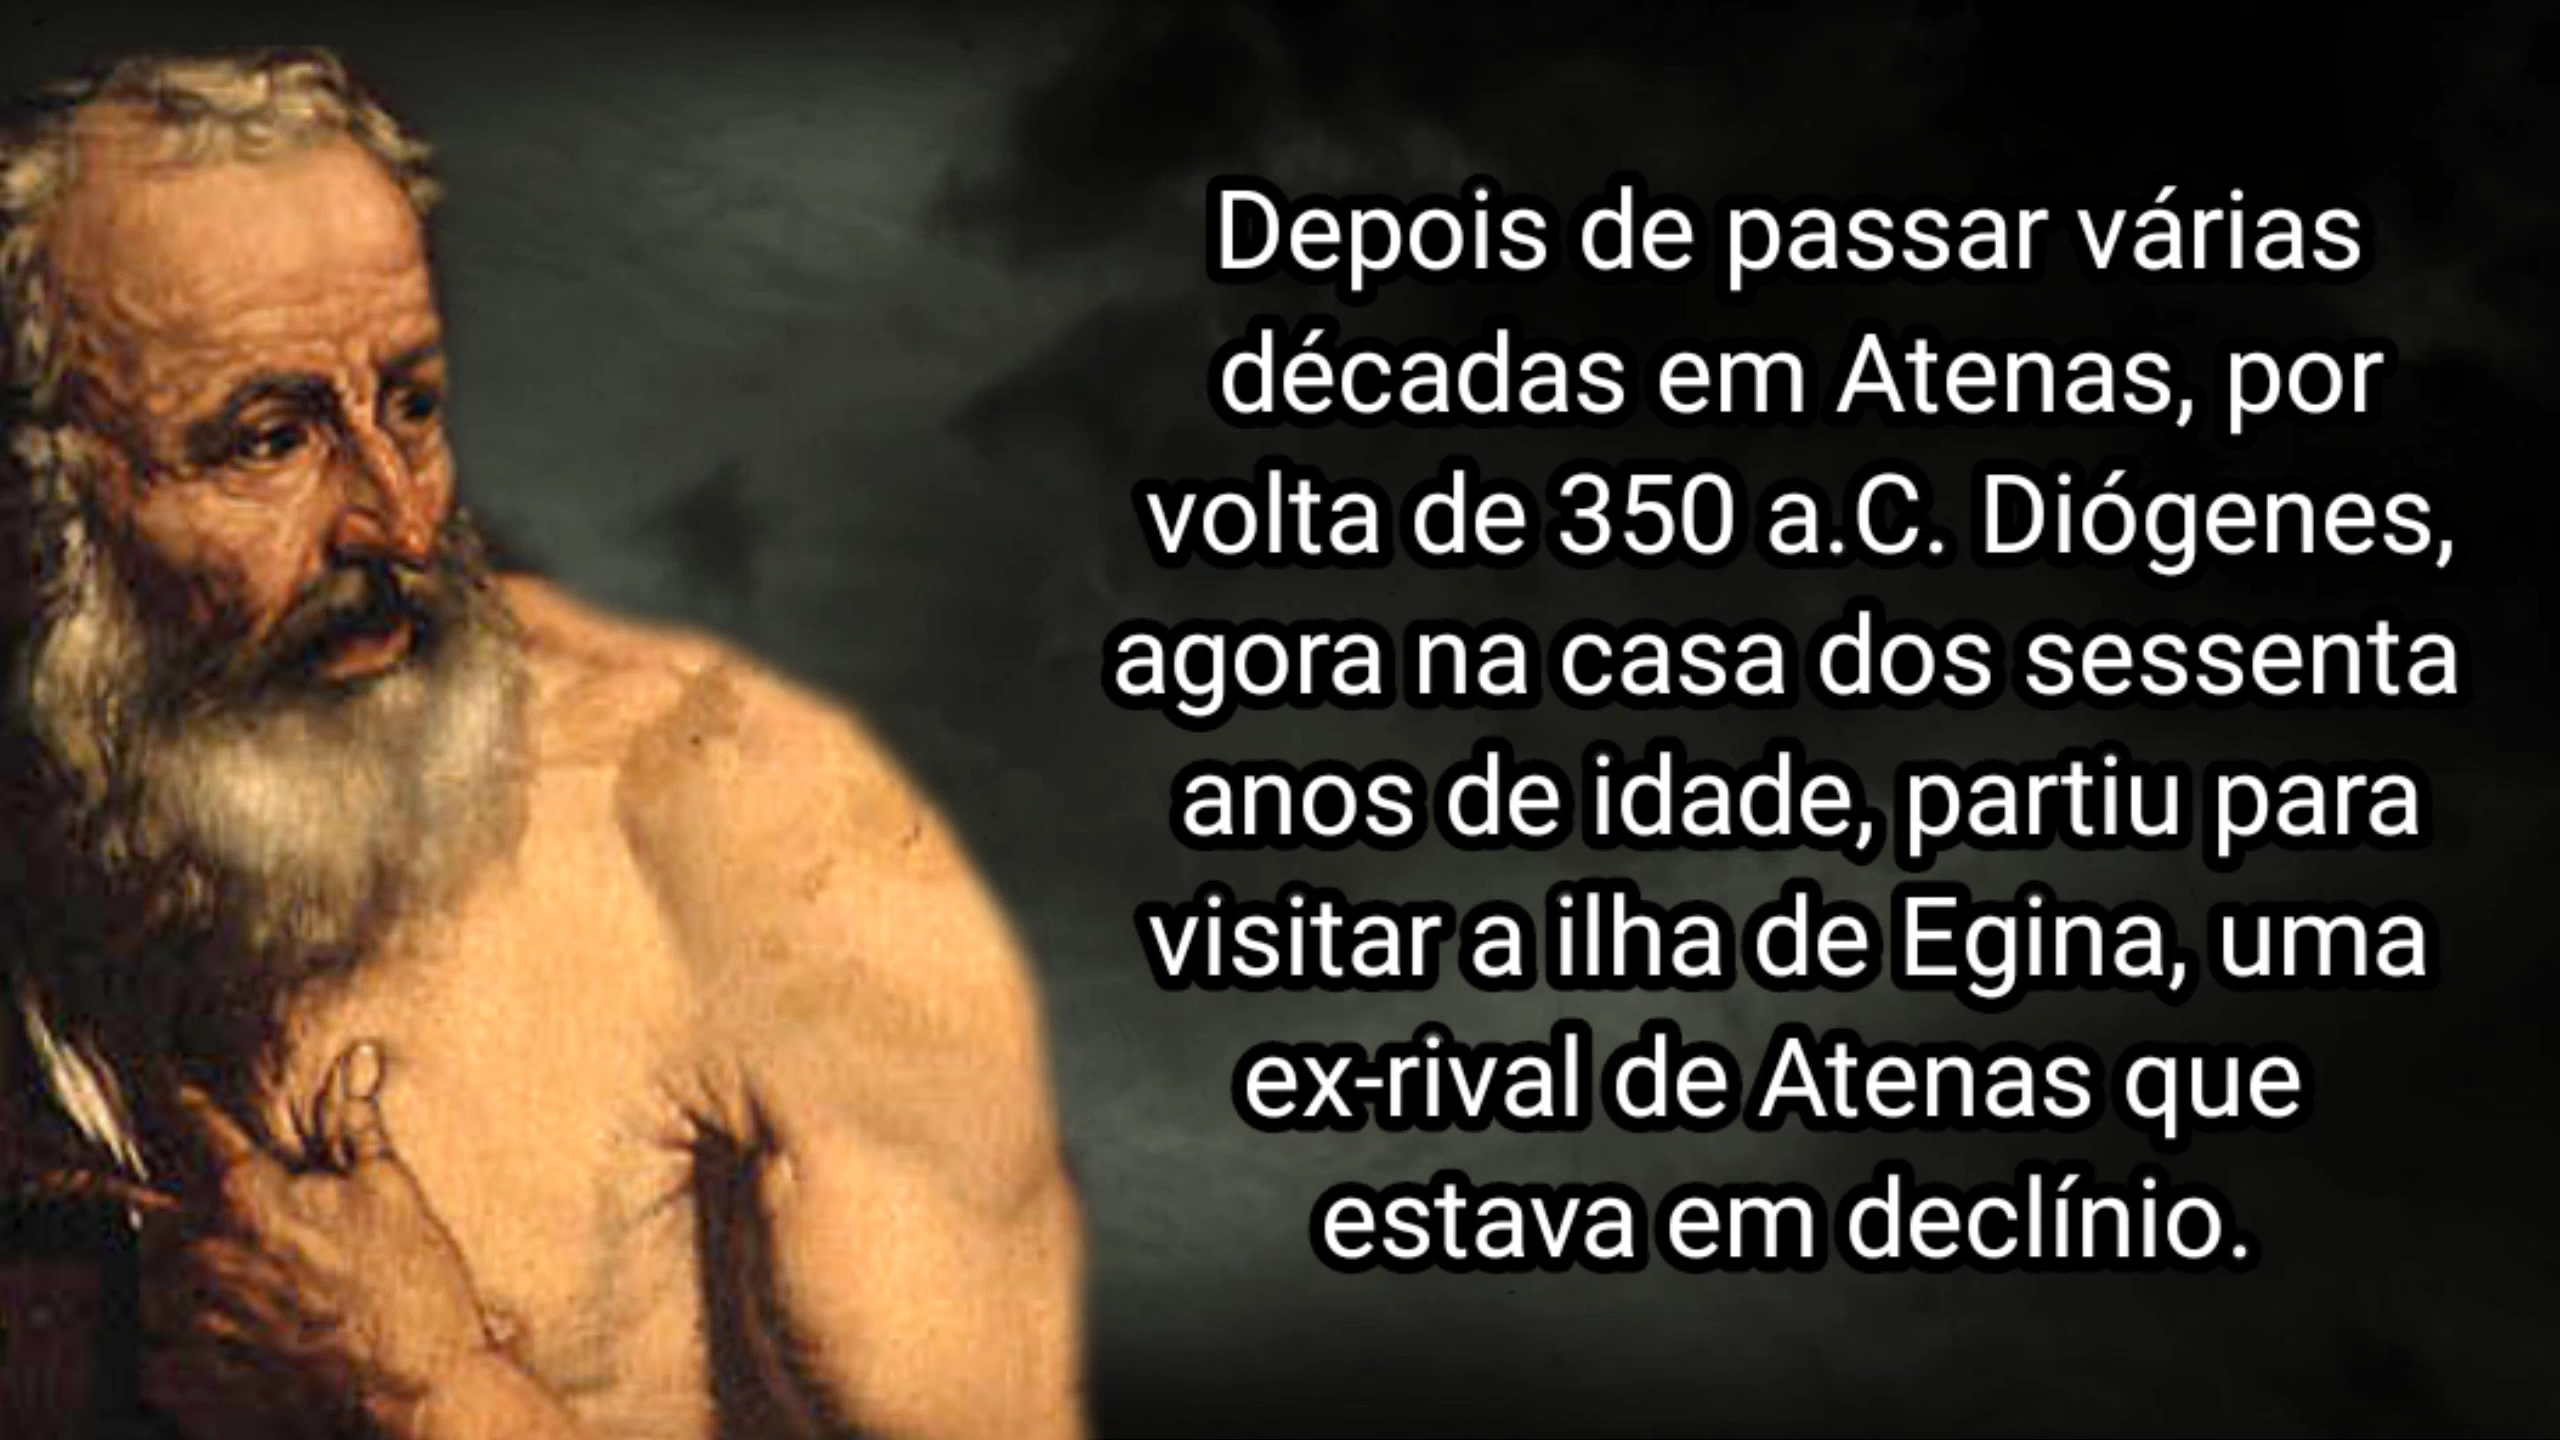 Depois de passar várias
décadas em Atenas, por
volta de 350 a.C. Diógenes,
agora na casa dos sessenta
anos de idade, partiu para
visitar a ilha de Egina, uma
ex-rival de Atenas que
estava em declínio.